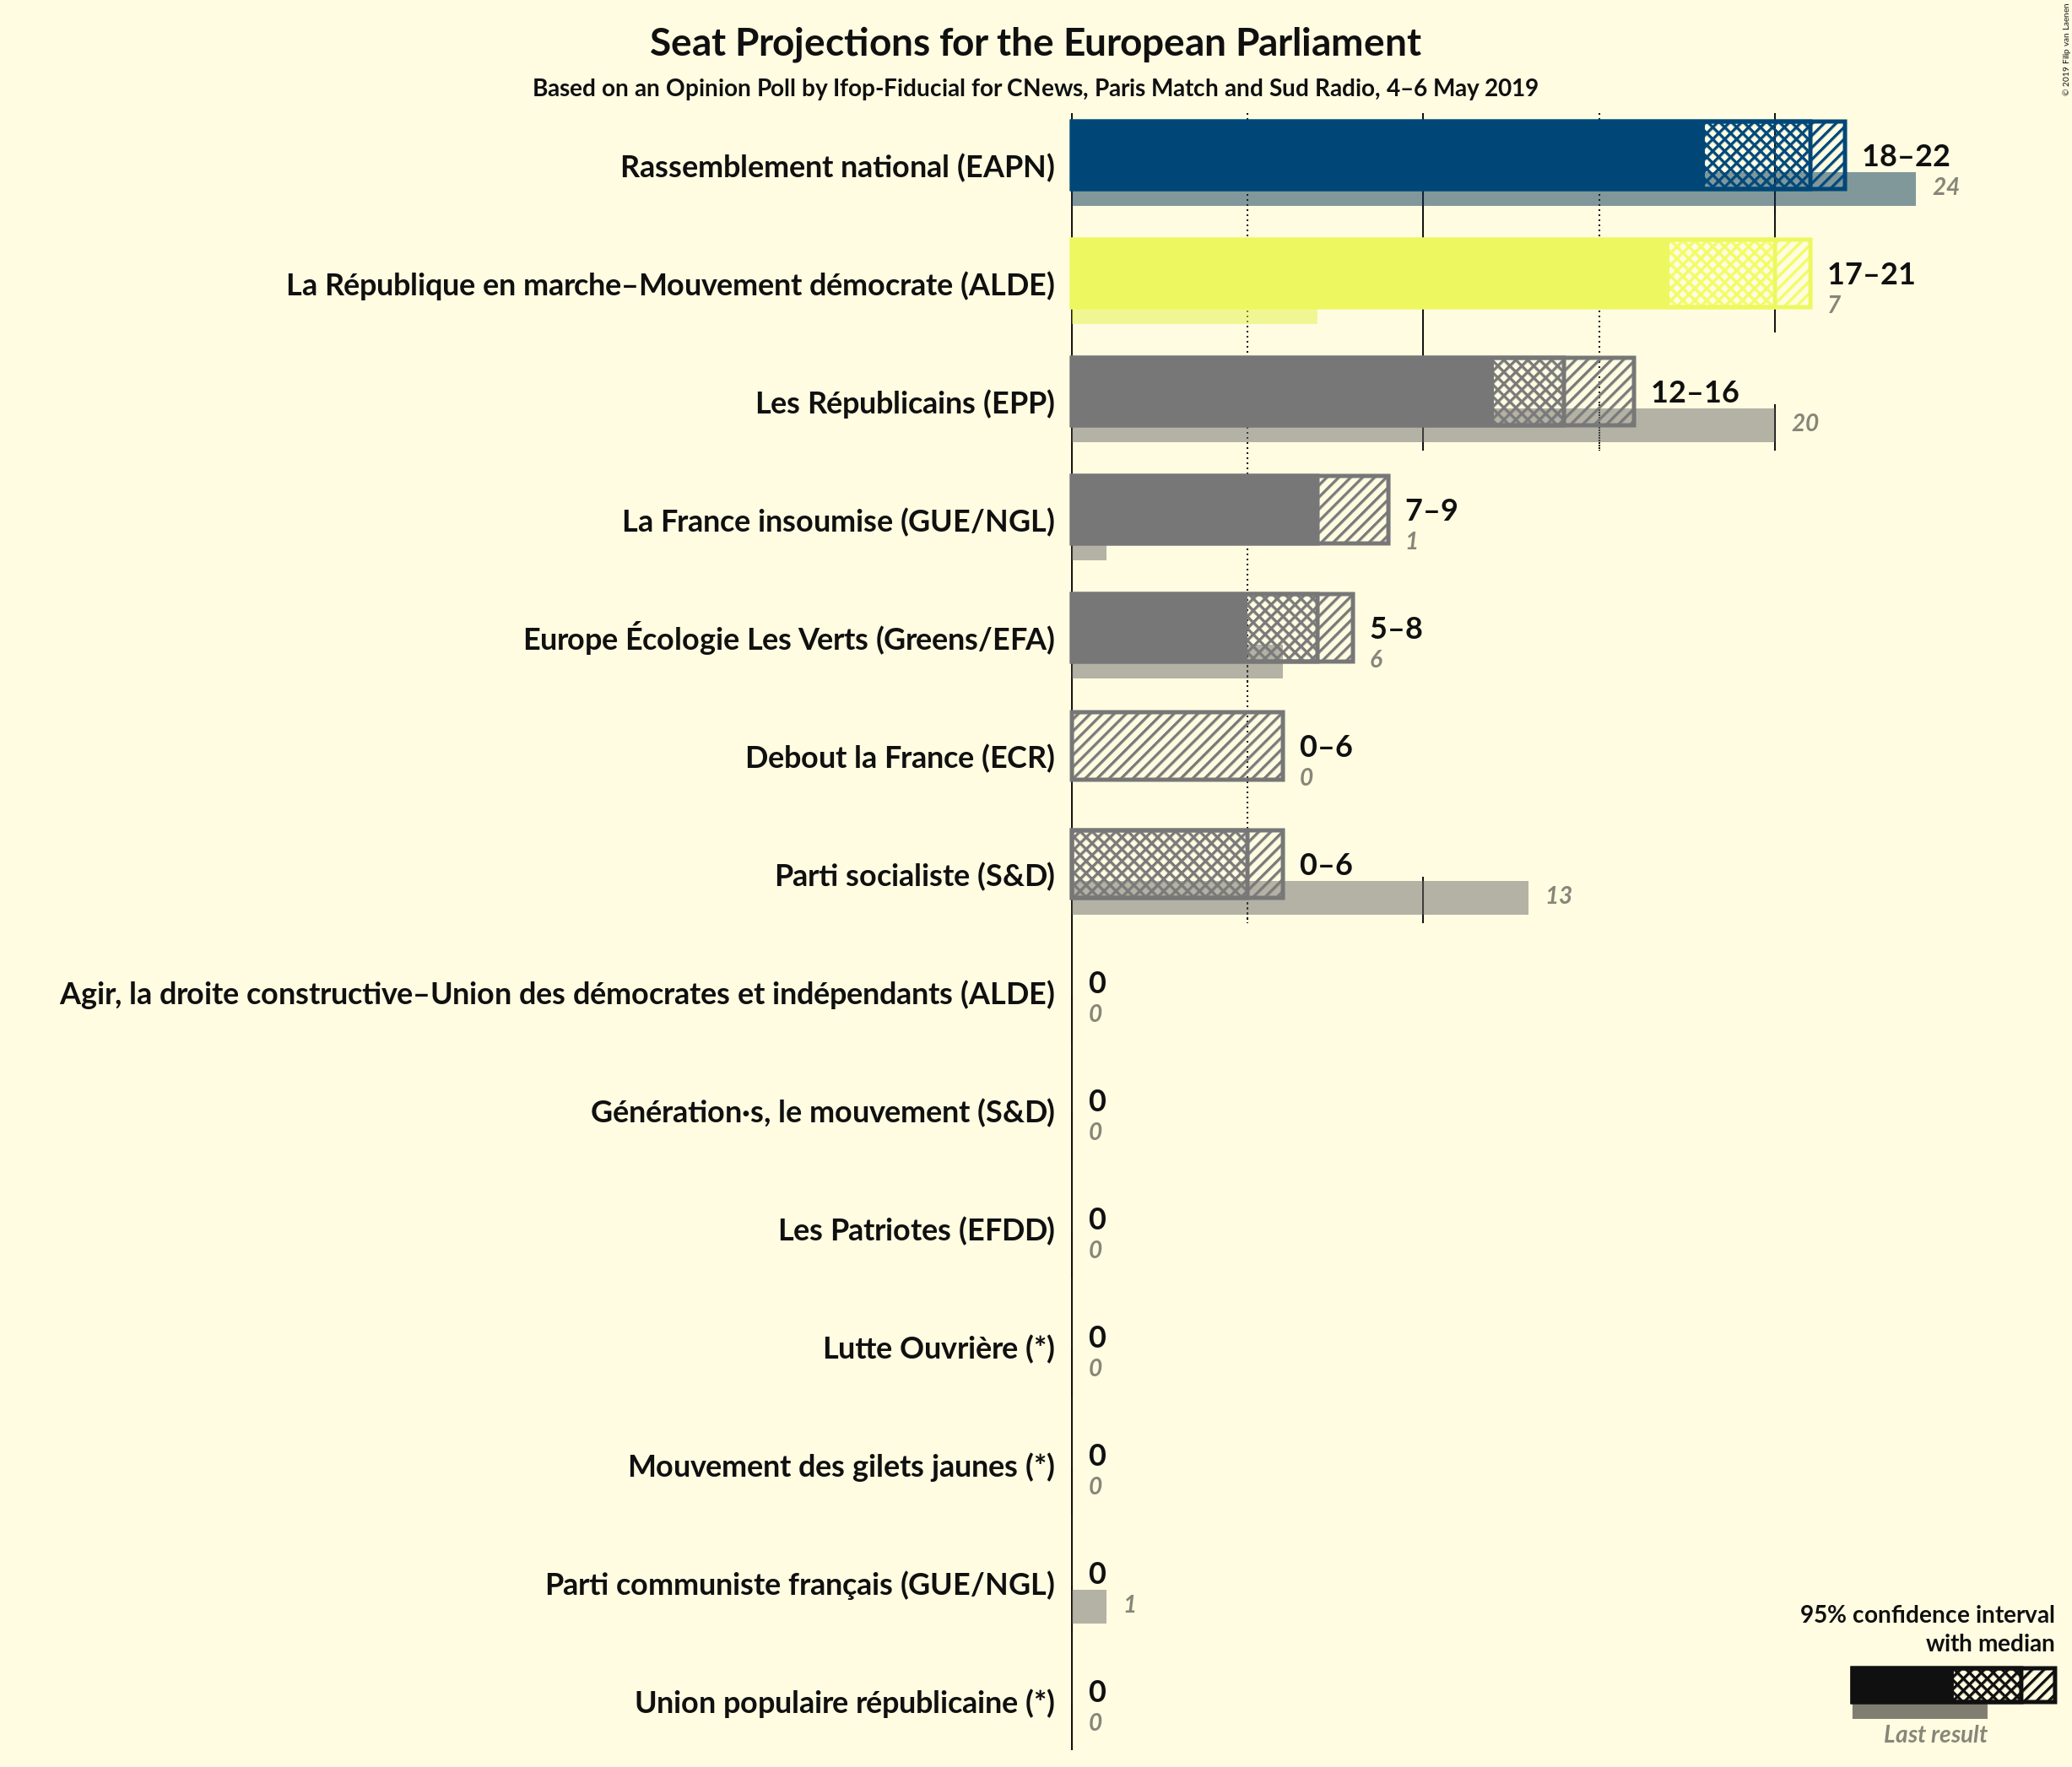 Seat Projections for the European Parliament
Based on an Opinion Poll by Ifop-Fiducial for CNews, Paris Match and Sud Radio, 4–6 May 2019
© 2019 Filip van Laenen
Rassemblement national (EAPN)
18–22
24
La République en marche–Mouvement démocrate (ALDE)
17–21
7
Les Républicains (EPP)
12–16
20
La France insoumise (GUE/NGL)
7–9
1
Europe Écologie Les Verts (Greens/EFA)
5–8
6
Debout la France (ECR)
0–6
0
Parti socialiste (S&D)
0–6
13
Agir, la droite constructive–Union des démocrates et indépendants (ALDE)
0
0
Génération·s, le mouvement (S&D)
0
0
Les Patriotes (EFDD)
0
0
Lutte Ouvrière (*)
0
0
Mouvement des gilets jaunes (*)
0
0
Parti communiste français (GUE/NGL)
0
1
Union populaire républicaine (*)
0
0
95% confidence interval
with median
Last result